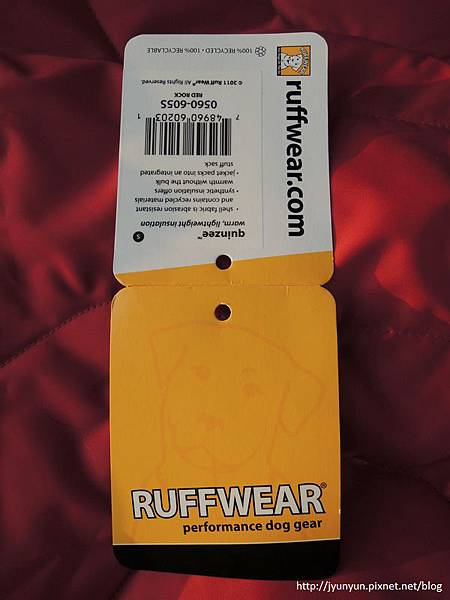 quinzee™
S
warm, lightweight insulation
• shell fabric is abrasion resistant
and contains recycled materials
• synthetic insulation offers
warmth without the bulk
• jacket packs into an integrated
stuff sack
7 48960 60203 1
0560-605S
RED ROCK
© 2011 Ruff Wear® All Rights Reserved.
100% RECYCLED • 100% RECYCLABLE
ruffwear.com
RUFFWEAR®
performance dog gear
http://jyunyun.pixnet.net/blog